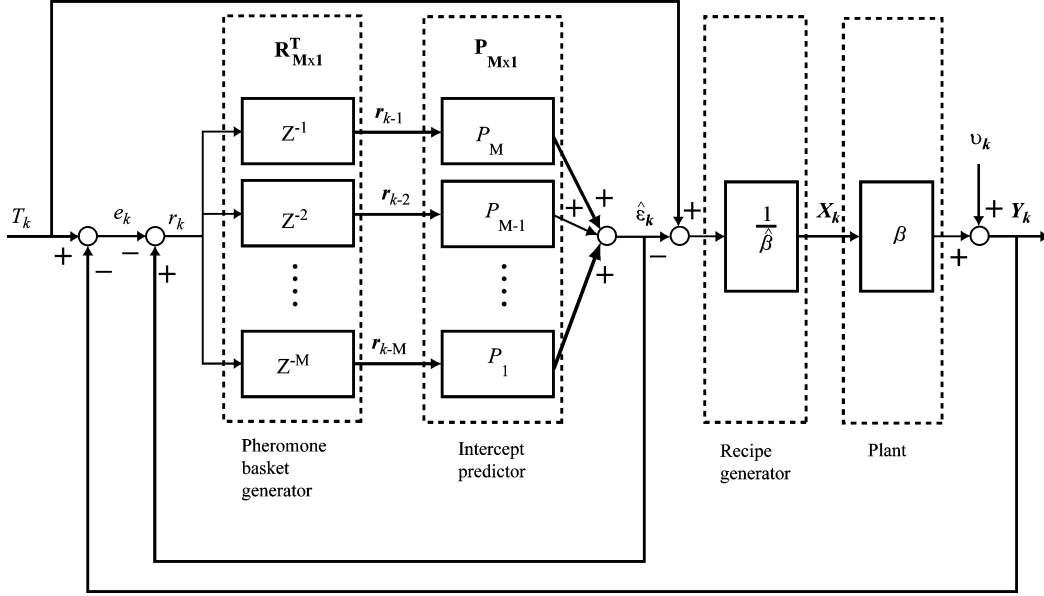 R^T_Mx1
P_Mx1
Z^-1
r_k-1
P_M
Z^-2
r_k-2
P_M-1
Z^-M
r_k-M
P_1
T_k
e_k
r_k
+
−
−
+
+
+
+
ε̂_k
−
+
1
β̂
X_k
β
υ_k
+
+
Y_k
Pheromone
basket
generator
Intercept
predictor
Recipe
generator
Plant